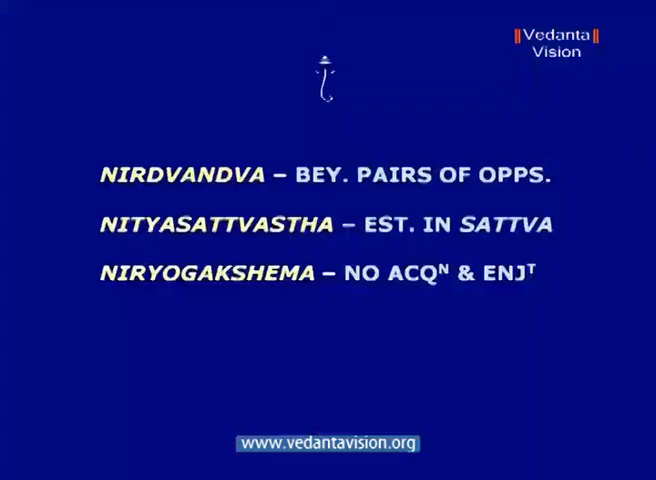 ||Vedanta||
Vision
NIRDVANDVA – BEY. PAIRS OF OPPS.
NITYASATTVASTHA – EST. IN SATTVA
NIRYOGAKSHEMA – NO ACQᴺ & ENJᵀ
www.vedantavision.org